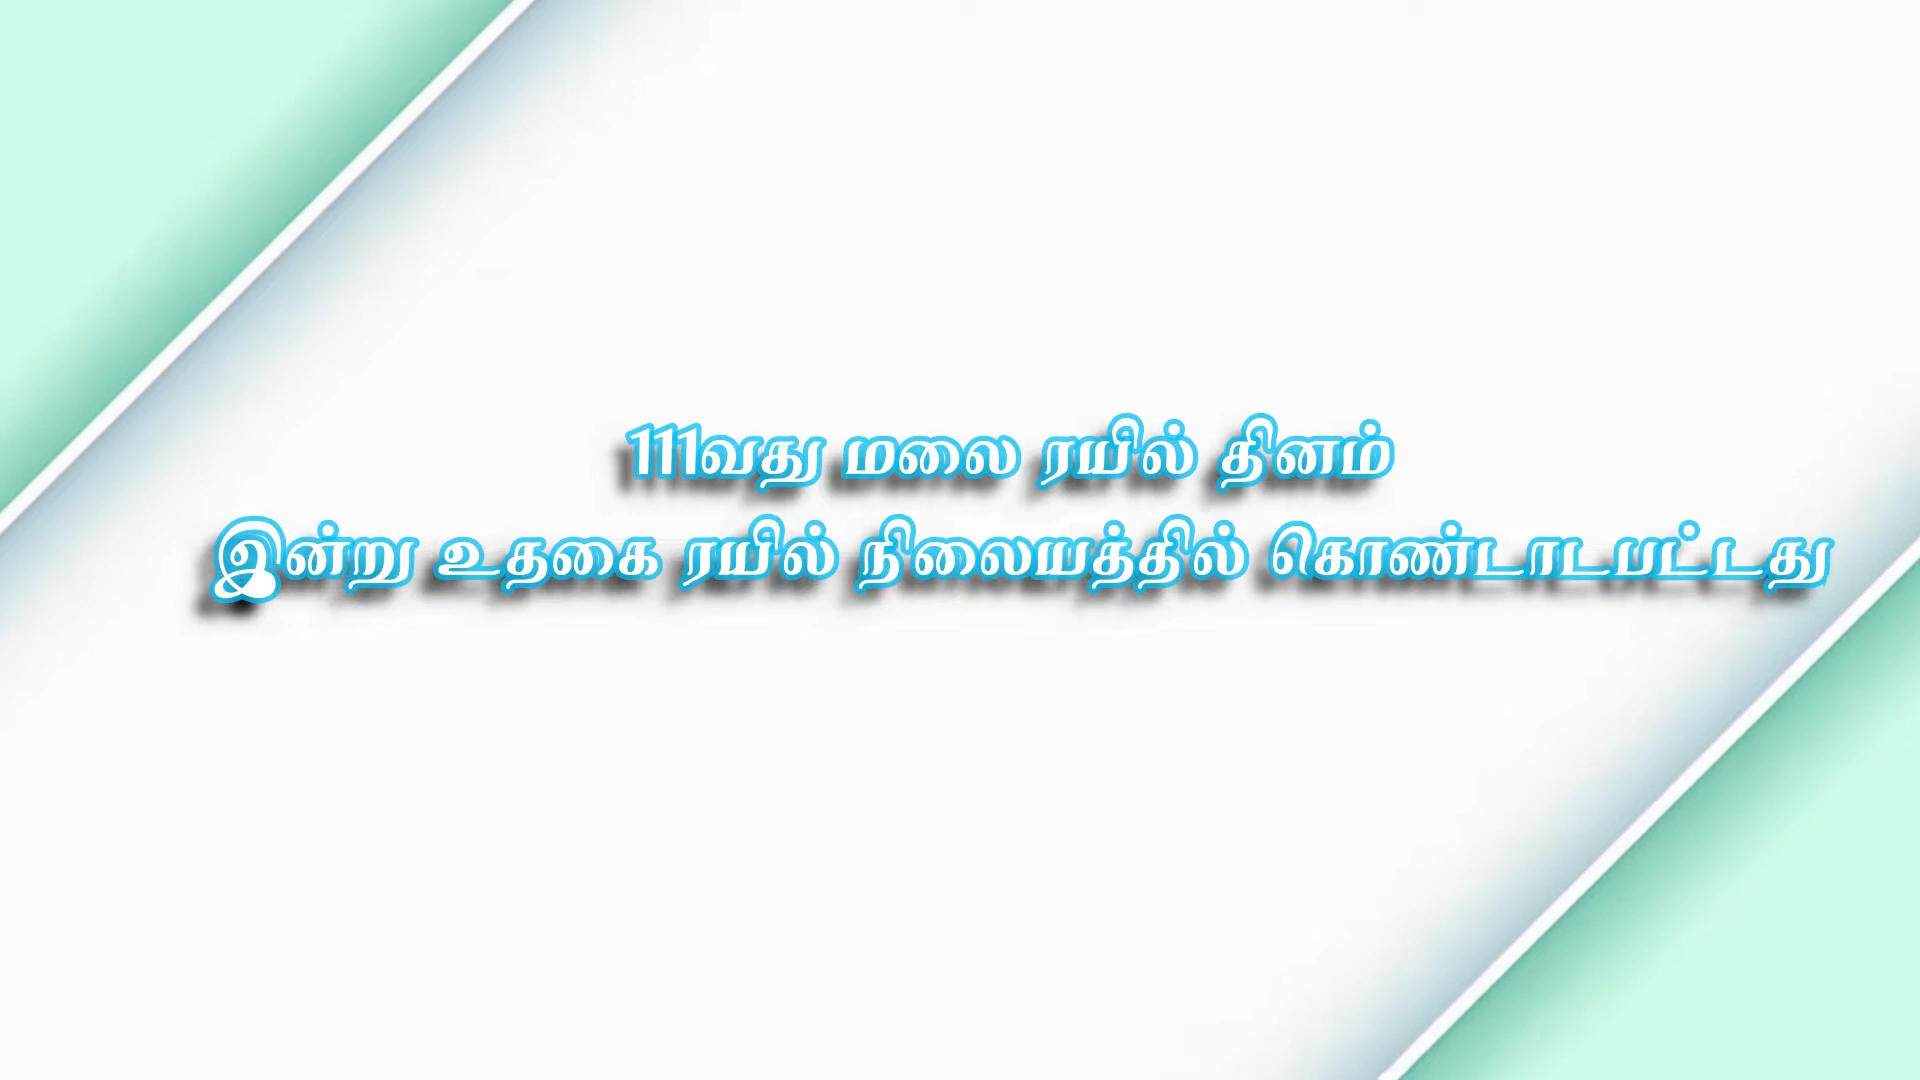 111வது மலை ரயில் தினம்
இன்று உதகை ரயில் நிலையத்தில் கொண்டாடபட்டது